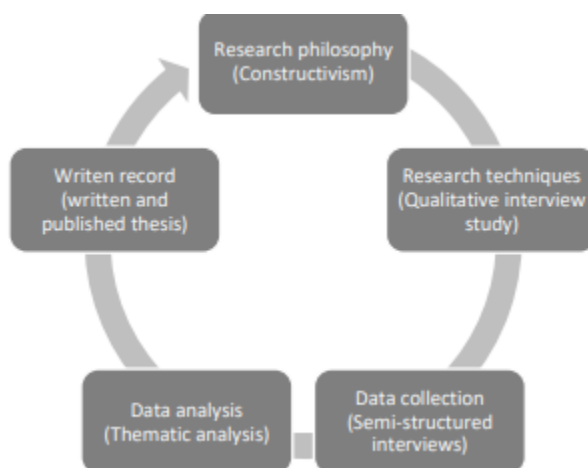 Research philosophy
(Constructivism)
Research techniques
(Qualitative interview
study)
Data collection
(Semi-structured
interviews)
Data analysis
(Thematic analysis)
Writen record
(written and
published thesis)